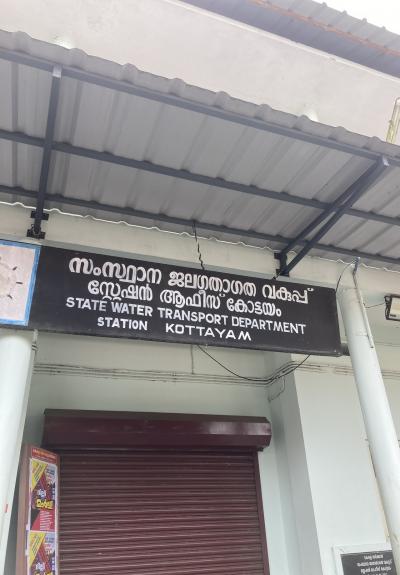 സംസ്ഥാന ജലഗതാഗത വകുപ്പ്
സ്റ്റേഷൻ ആഫീസ് കോട്ടയം
STATE WATER TRANSPORT DEPARTMENT
STATION KOTTAYAM